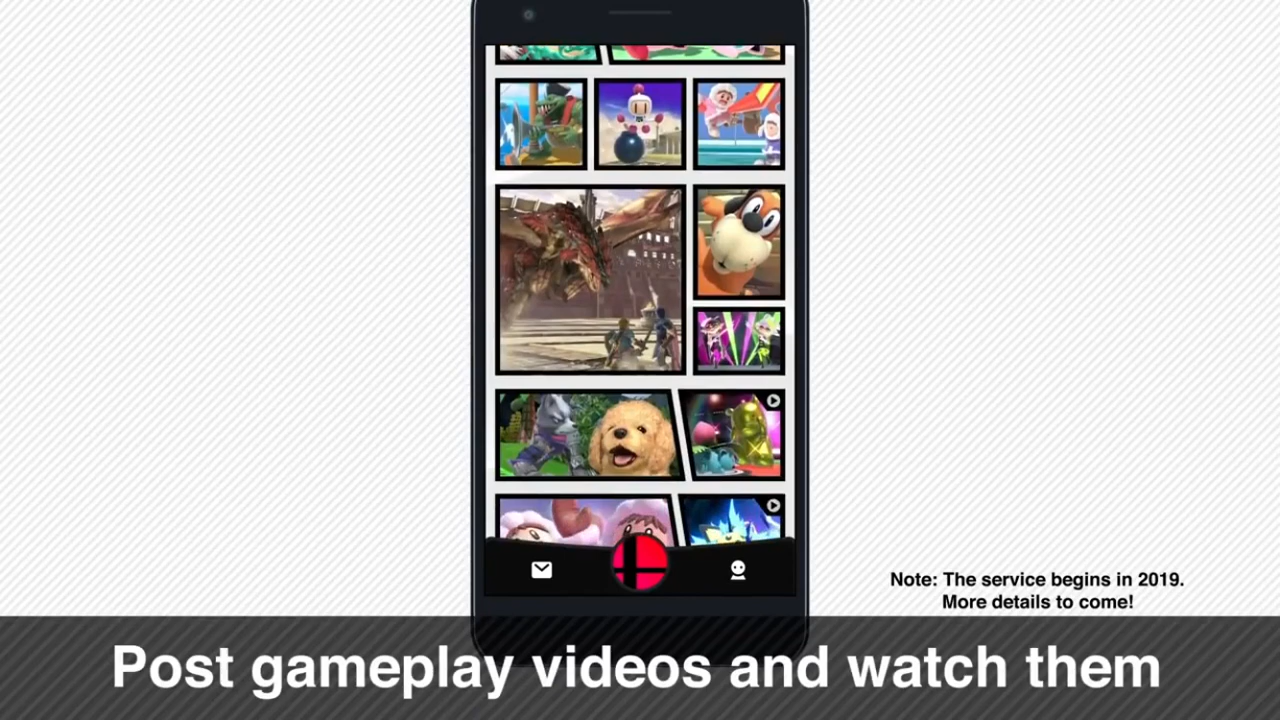 Note: The service begins in 2019.
More details to come!
Post gameplay videos and watch them